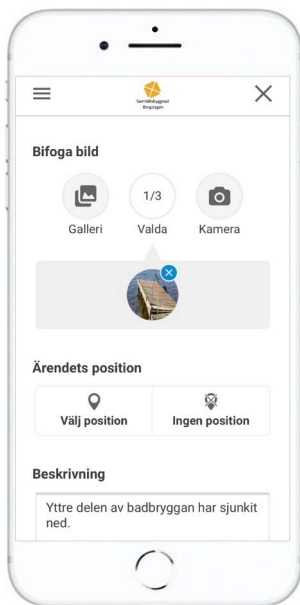 Samhällsbyggnad
Bergslagen
Bifoga bild
1/3
Galleri
Valda
Kamera
Ärendets position
Välj position
Ingen position
Beskrivning
Yttre delen av badbryggan har sjunkit
ned.